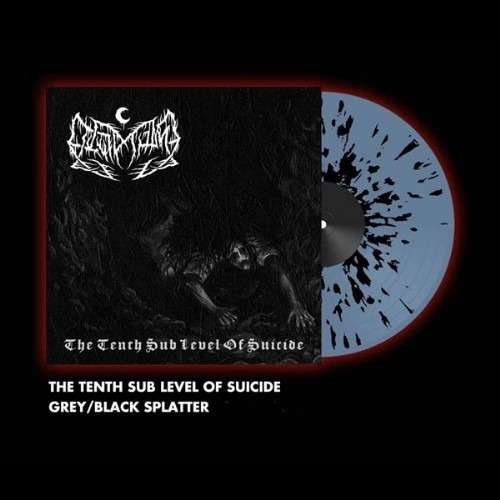 The Tenth Sub Level Of Suicide
THE TENTH SUB LEVEL OF SUICIDE
GREY/BLACK SPLATTER